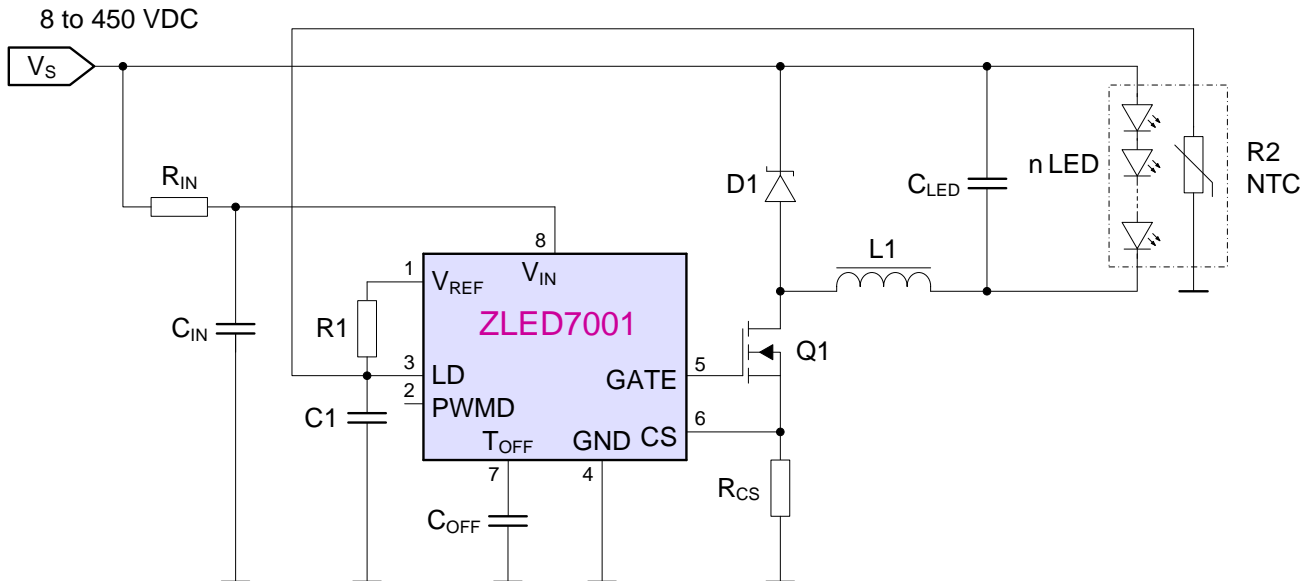 8 to 450 VDC
VS
RIN
CIN
R1
C1
1
VREF
8
VIN
ZLED7001
3
LD
2
PWMD
TOFF
7
COFF
GND
4
GATE
5
CS
6
Q1
RCS
D1
L1
CLED
n LED
R2
NTC